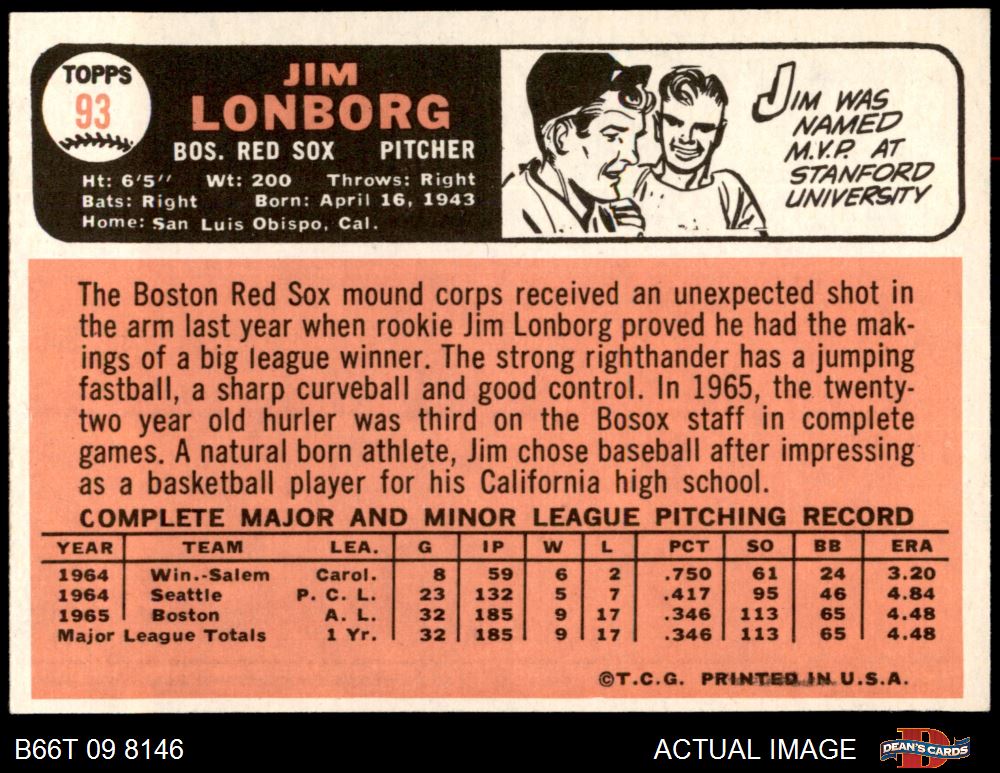 TOPPS
93
JIM
LONBORG
BOS. RED SOX PITCHER
Ht: 6'5" Wt: 200 Throws: Right
Bats: Right Born: April 16, 1943
Home: San Luis Obispo, Cal.
JIM WAS
NAMED
M.V.P. AT
STANFORD
UNIVERSITY
The Boston Red Sox mound corps received an unexpected shot in
the arm last year when rookie Jim Lonborg proved he had the mak-
ings of a big league winner. The strong righthander has a jumping
fastball, a sharp curveball and good control. In 1965, the twenty-
two year old hurler was third on the Bosox staff in complete
games. A natural born athlete, Jim chose baseball after impressing
as a basketball player for his California high school.
COMPLETE MAJOR AND MINOR LEAGUE PITCHING RECORD
YEAR TEAM LEA. G IP W L PCT SO BB ERA
1964 Win.-Salem Carol. 8 59 6 2 .750 61 24 3.20
1964 Seattle P. C. L. 23 132 5 7 .417 95 46 4.84
1965 Boston A. L. 32 185 9 17 .346 113 65 4.48
Major League Totals 1 Yr. 32 185 9 17 .346 113 65 4.48
©T.C.G. PRINTED IN U.S.A.
B66T 09 8146 ACTUAL IMAGE DEAN'S CARDS